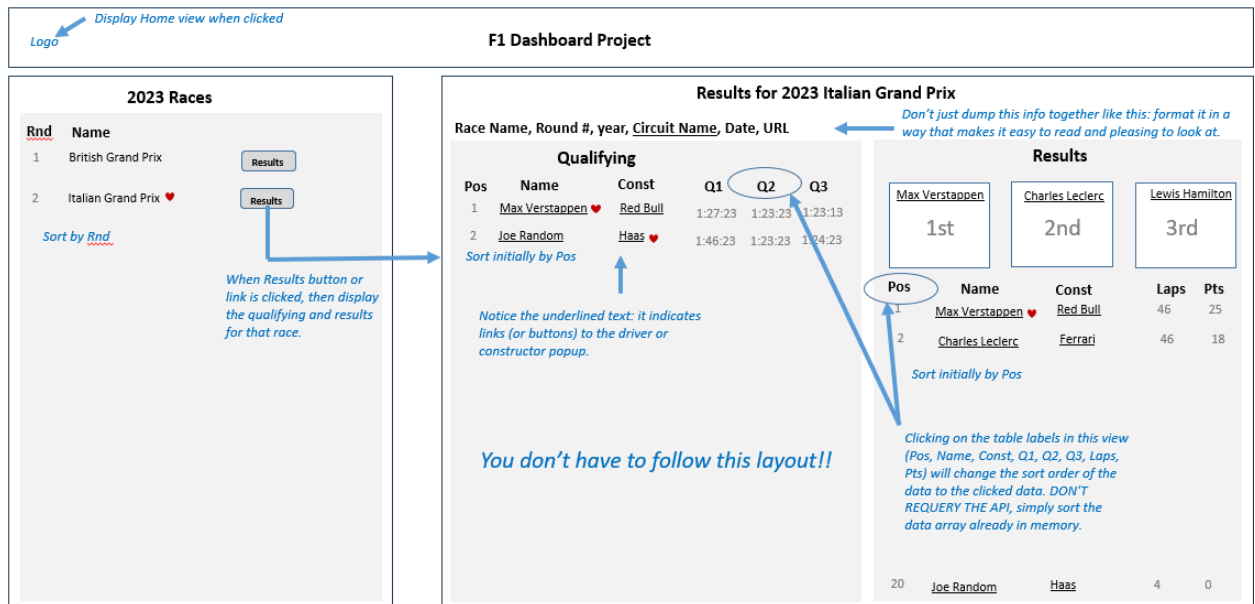 Display Home view when clicked
Logo
F1 Dashboard Project
2023 Races
Rnd Name
1 British Grand Prix Results
2 Italian Grand Prix Results
Sort by Rnd
When Results button or
link is clicked, then display
the qualifying and results
for that race.
Results for 2023 Italian Grand Prix
Don't just dump this info together like this: format it in a
way that makes it easy to read and pleasing to look at.
Race Name, Round #, year, Circuit Name, Date, URL
Qualifying
Pos Name Const Q1 Q2 Q3
1 Max Verstappen Red Bull 1:27:23 1:23:23 1:23:13
2 Joe Random Haas 1:46:23 1:23:23 1:24:23
Sort initially by Pos
Notice the underlined text: it indicates
links (or buttons) to the driver or
constructor popup.
You don't have to follow this layout!!
Results
Max Verstappen Charles Leclerc Lewis Hamilton
1st 2nd 3rd
Pos Name Const Laps Pts
1 Max Verstappen Red Bull 46 25
2 Charles Leclerc Ferrari 46 18
Sort initially by Pos
Clicking on the table labels in this view
(Pos, Name, Const, Q1, Q2, Q3, Laps,
Pts) will change the sort order of the
data to the clicked data. DON'T
REQUERY THE API, simply sort the
data array already in memory.
20 Joe Random Haas 4 0